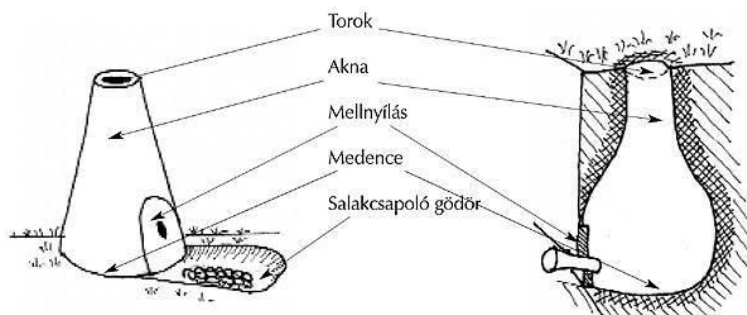 Torok
Akna
Mellnyílás
Medence
Salakcsapoló gödör